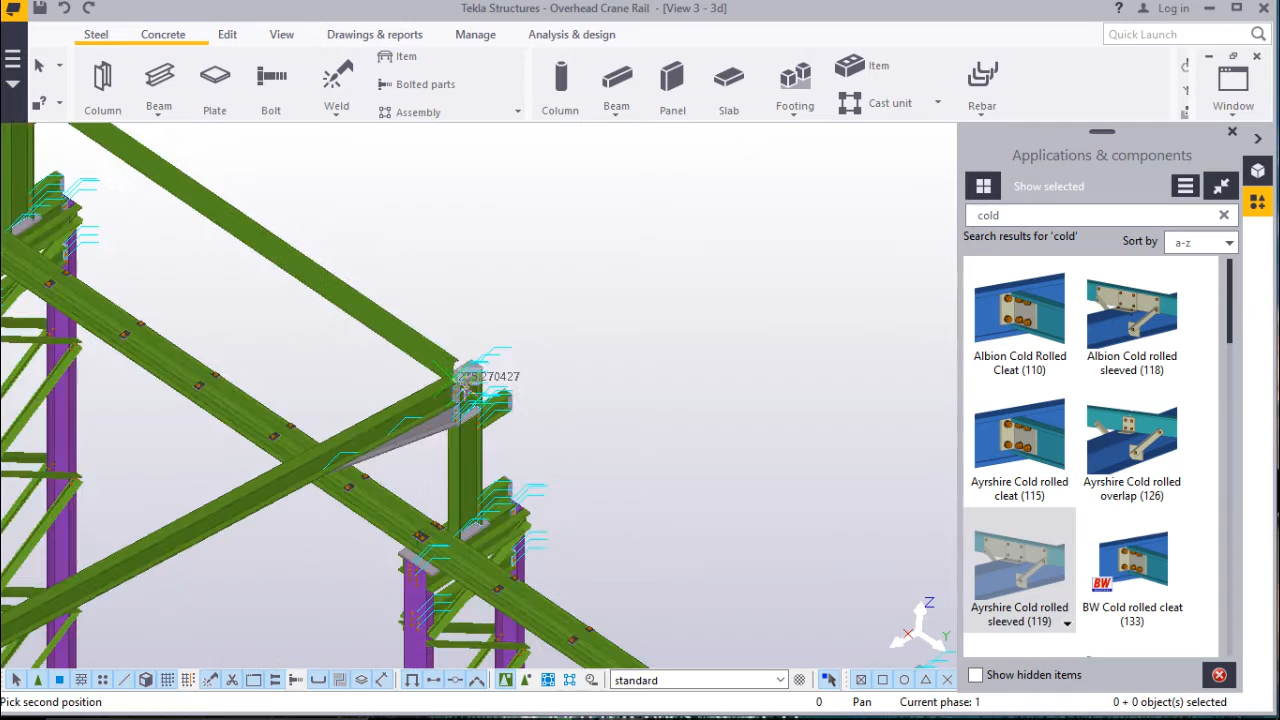 Tekla Structures - Overhead Crane Rail - [View 3 - 3d]
? Log in
Steel Concrete Edit View Drawings & reports Manage Analysis & design
Quick Launch
Column Beam Plate Bolt Weld
Item
Bolted parts
Assembly
Column Beam Panel Slab Footing
Item
Cast unit
Rebar
Window
Applications & components
Show selected
cold
Search results for 'cold'
Sort by a-z
Albion Cold Rolled
Cleat (110)
Albion Cold rolled
sleeved (118)
Ayrshire Cold rolled
cleat (115)
Ayrshire Cold rolled
overlap (126)
Ayrshire Cold rolled
sleeved (119)
BW
BW Cold rolled cleat
(133)
Show hidden items
Z
Y
X
standard
Pick second position
0
Pan
Current phase: 1
0 + 0 object(s) selected